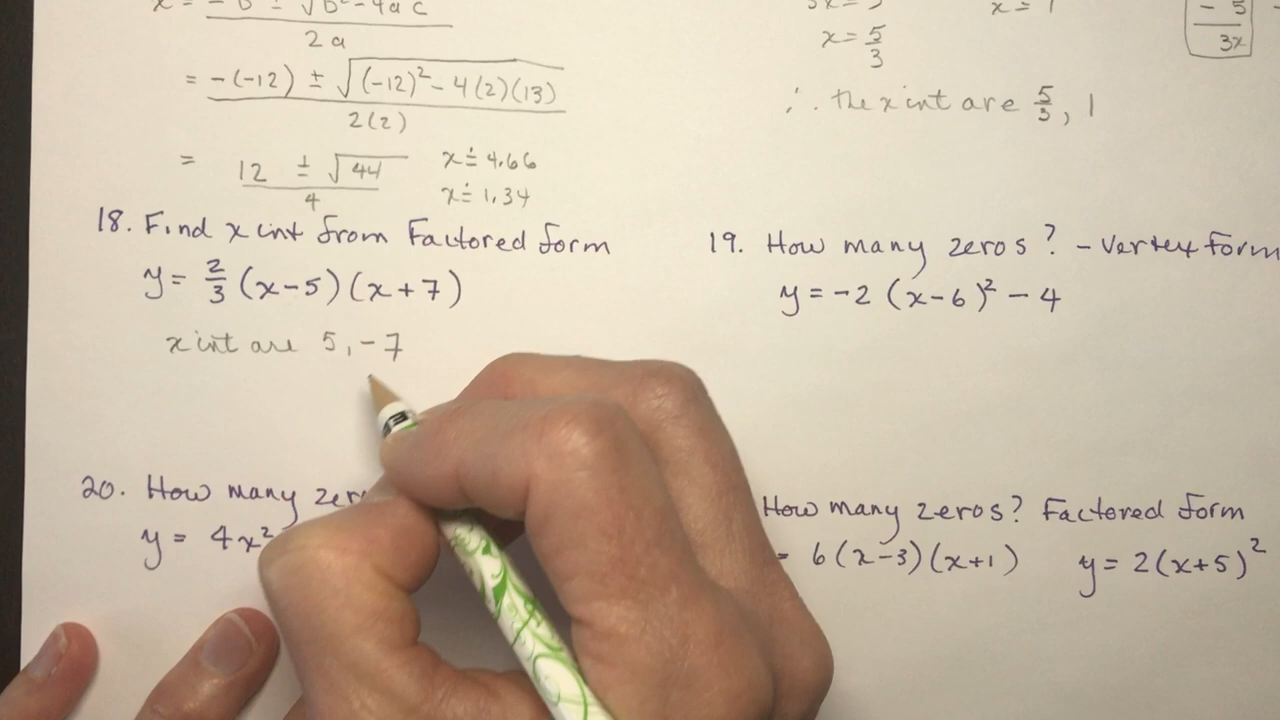 x = -b ± √b²-4ac
2a
= -(-12) ± √(-12)² - 4(2)(13)
2(2)
= 12 ± √44
4
x ≐ 4.66
x ≐ 1.34
x = 5/3
x = 1
- 5
3x
∴ the x int are 5/3, 1
18. Find x int from Factored form
y = 2/3 (x-5)(x+7)
x int are 5, -7
19. How many zeros? - Vertex Form
y = -2 (x-6)² - 4
20. How many
y = 4x²
How many zeros? Factored form
= 6(x-3)(x+1) y = 2(x+5)²